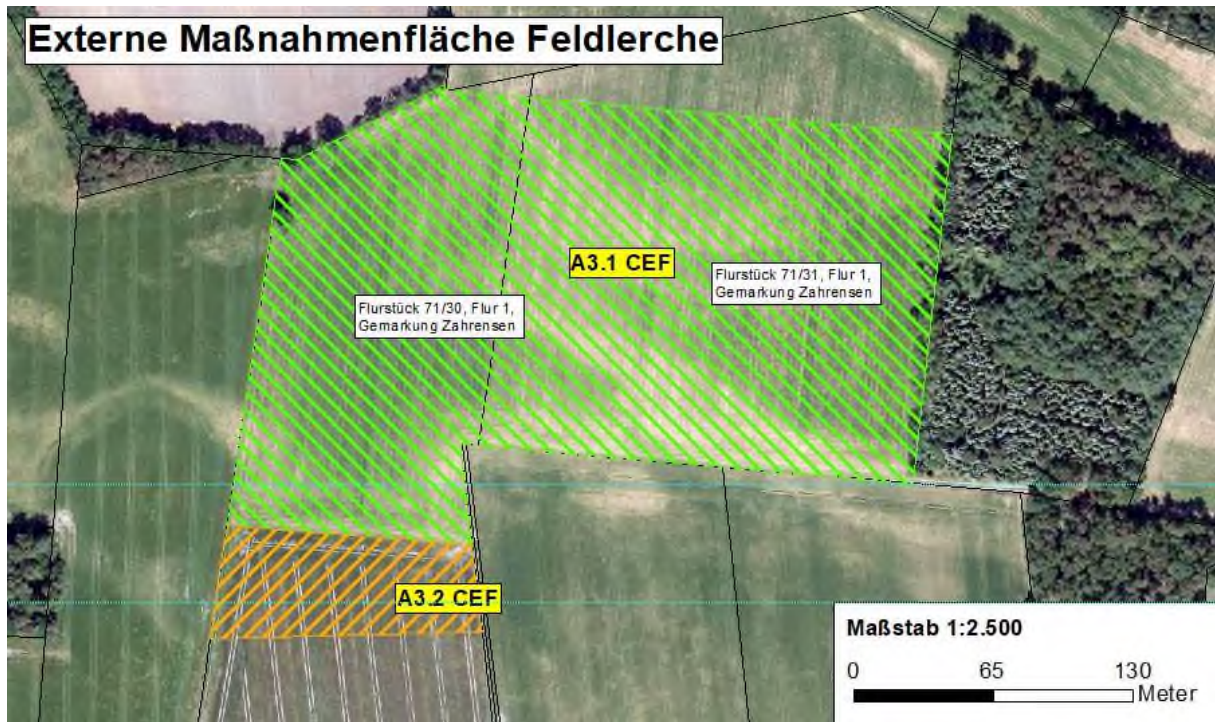 Externe Maßnahmenfläche Feldlerche
A3.1 CEF
Flurstück 71/31, Flur 1,
Gemarkung Zahrensen
Flurstück 71/30, Flur 1,
Gemarkung Zahrensen
A3.2 CEF
Maßstab 1:2.500
0 65 130
Meter